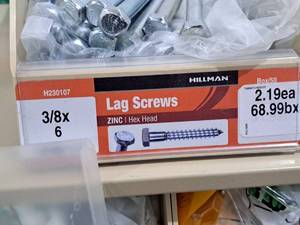 HILLMAN
H230107
Box/50
3/8x
6
Lag Screws
ZINC | Hex Head
2.19ea
68.99bx